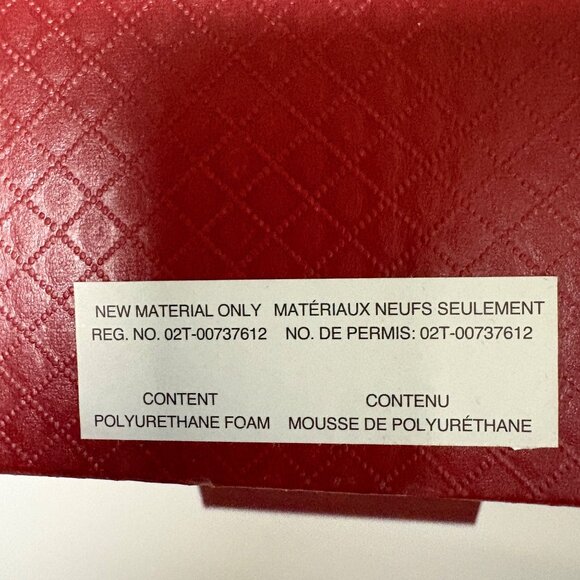 NEW MATERIAL ONLY MATÉRIAUX NEUFS SEULEMENT
REG. NO. 02T-00737612 NO. DE PERMIS: 02T-00737612
CONTENT CONTENU
POLYURETHANE FOAM MOUSSE DE POLYURÉTHANE